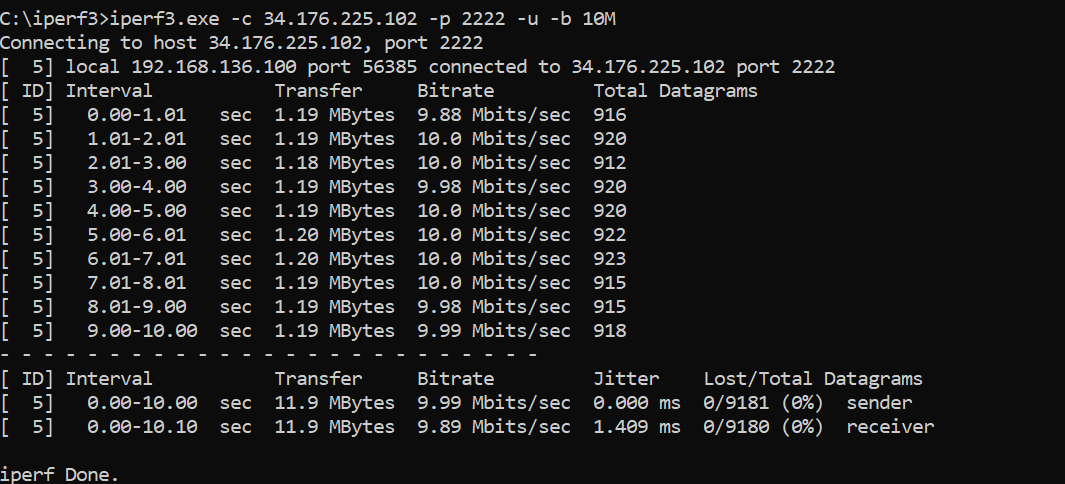 C:\iperf3>iperf3.exe -c 34.176.225.102 -p 2222 -u -b 10M
Connecting to host 34.176.225.102, port 2222
[  5] local 192.168.136.100 port 56385 connected to 34.176.225.102 port 2222
[ ID] Interval           Transfer     Bitrate         Total Datagrams
[  5]   0.00-1.01   sec  1.19 MBytes  9.88 Mbits/sec  916
[  5]   1.01-2.01   sec  1.19 MBytes  10.0 Mbits/sec  920
[  5]   2.01-3.00   sec  1.18 MBytes  10.0 Mbits/sec  912
[  5]   3.00-4.00   sec  1.19 MBytes  9.98 Mbits/sec  920
[  5]   4.00-5.00   sec  1.19 MBytes  10.0 Mbits/sec  920
[  5]   5.00-6.01   sec  1.20 MBytes  10.0 Mbits/sec  922
[  5]   6.01-7.01   sec  1.20 MBytes  10.0 Mbits/sec  923
[  5]   7.01-8.01   sec  1.19 MBytes  10.0 Mbits/sec  915
[  5]   8.01-9.00   sec  1.19 MBytes  9.98 Mbits/sec  915
[  5]   9.00-10.00  sec  1.19 MBytes  9.99 Mbits/sec  918
- - - - - - - - - - - - - - - - - - - - - - - - -
[ ID] Interval           Transfer     Bitrate         Jitter    Lost/Total Datagrams
[  5]   0.00-10.00  sec  11.9 MBytes  9.99 Mbits/sec  0.000 ms  0/9181 (0%)  sender
[  5]   0.00-10.10  sec  11.9 MBytes  9.89 Mbits/sec  1.409 ms  0/9180 (0%)  receiver
iperf Done.